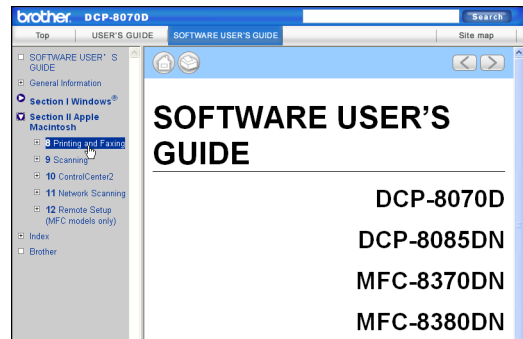 brother. DCP-8070D
Search
Top USER'S GUIDE SOFTWARE USER'S GUIDE Site map
SOFTWARE USER' S
GUIDE
General Information
Section I Windows®
Section II Apple
Macintosh
8 Printing and Faxing
9 Scanning
10 ControlCenter2
11 Network Scanning
12 Remote Setup
(MFC models only)
Index
Brother
SOFTWARE USER'S
GUIDE
DCP-8070D
DCP-8085DN
MFC-8370DN
MFC-8380DN